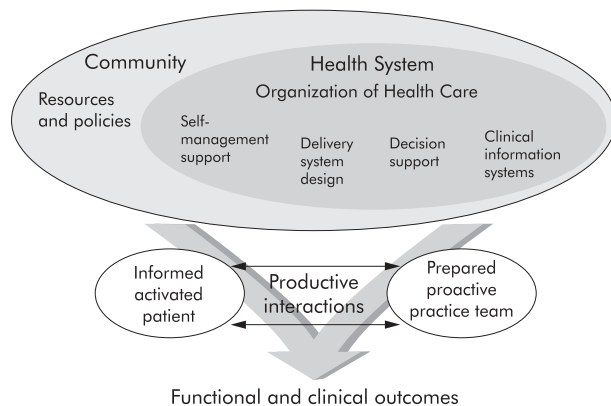 Community
Resources
and policies
Health System
Organization of Health Care
Self-
management
support
Delivery
system
design
Decision
support
Clinical
information
systems
Informed
activated
patient
Productive
interactions
Prepared
proactive
practice team
Functional and clinical outcomes